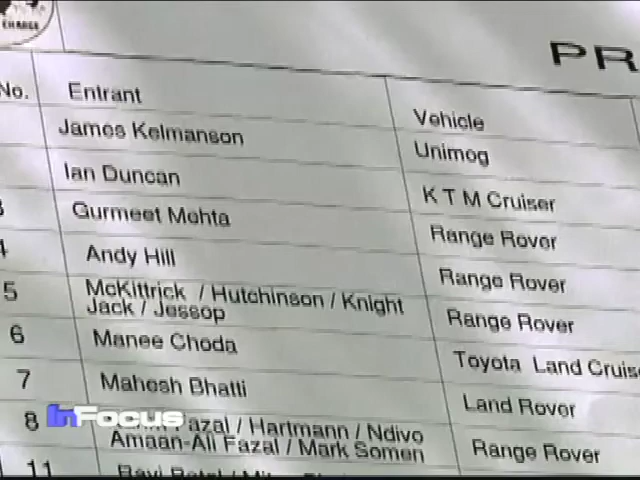 CHARGE
PR
No. Entrant Vehicle
James Kelmanson Unimog
Ian Duncan K T M Cruiser
3 Gurmeet Mehta Range Rover
4 Andy Hill Range Rover
5 McKittrick / Hutchinson / Knight Range Rover
Jack / Jessop
6 Manee Choda Toyota Land Cruise
7 Mahesh Bhatti Land Rover
8 Fazal / Hartmann / Ndivo Range Rover
Amaan-Ali Fazal / Mark Somen
InFocus
11